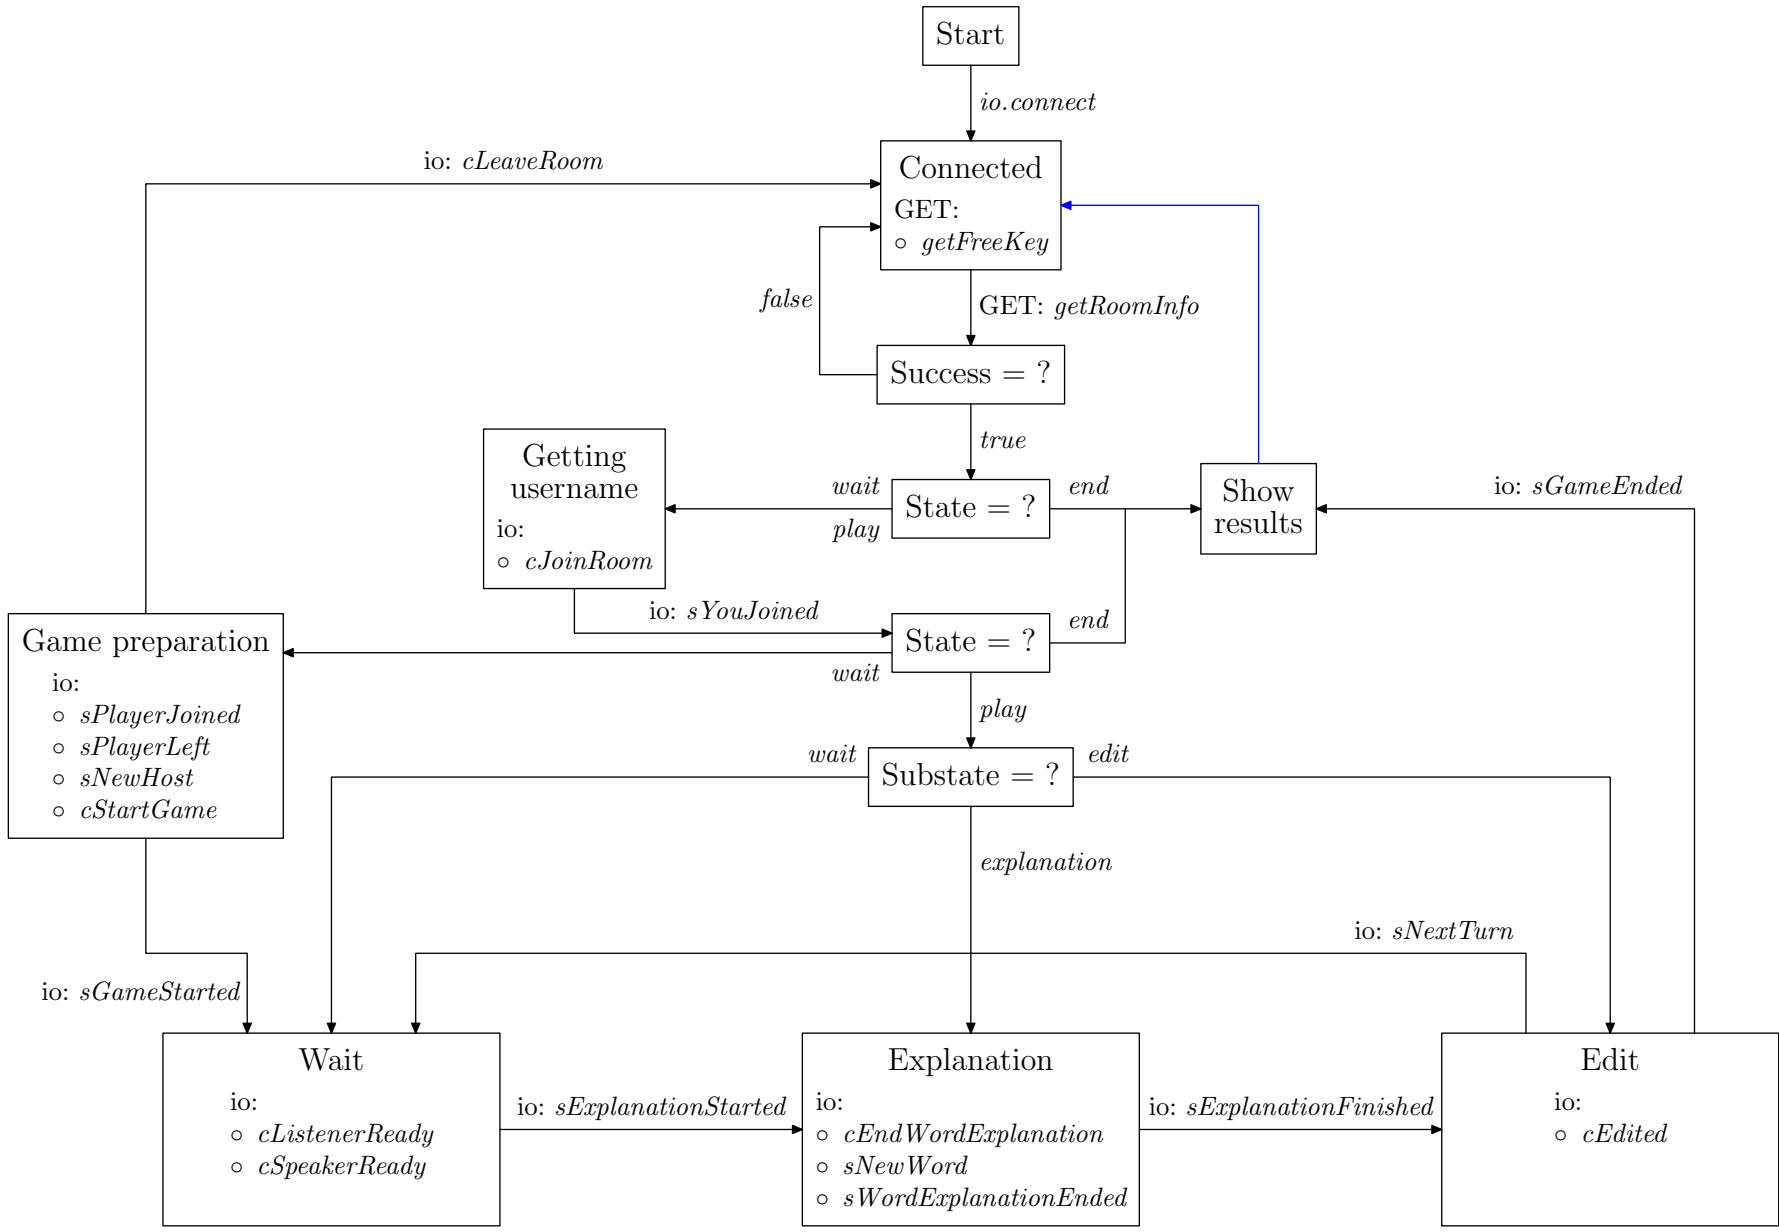 Start
io.connect
io: cLeaveRoom
Connected
GET:
○ getFreeKey
false
GET: getRoomInfo
Success = ?
true
Getting
username
io:
○ cJoinRoom
wait
play
State = ?
end
Show
results
io: sGameEnded
io: sYouJoined
State = ?
end
wait
Game preparation
io:
○ sPlayerJoined
○ sPlayerLeft
○ sNewHost
○ cStartGame
play
wait
Substate = ?
edit
explanation
io: sNextTurn
io: sGameStarted
Wait
io:
○ cListenerReady
○ cSpeakerReady
io: sExplanationStarted
Explanation
io:
○ cEndWordExplanation
○ sNewWord
○ sWordExplanationEnded
io: sExplanationFinished
Edit
io:
○ cEdited